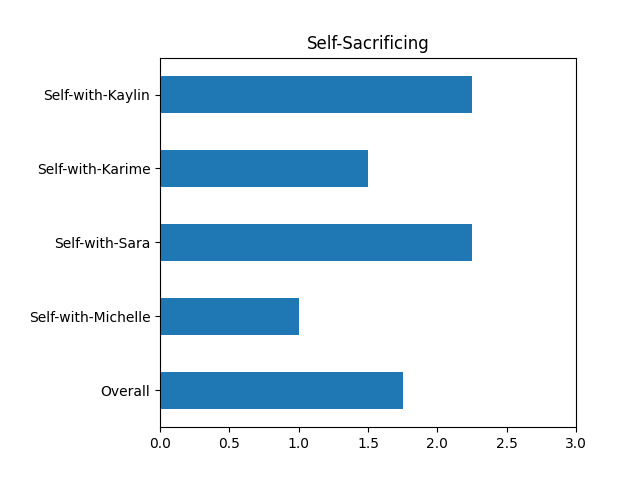 Self-Sacrificing
Self-with-Kaylin
Self-with-Karime
Self-with-Sara
Self-with-Michelle
Overall
0.0 0.5 1.0 1.5 2.0 2.5 3.0